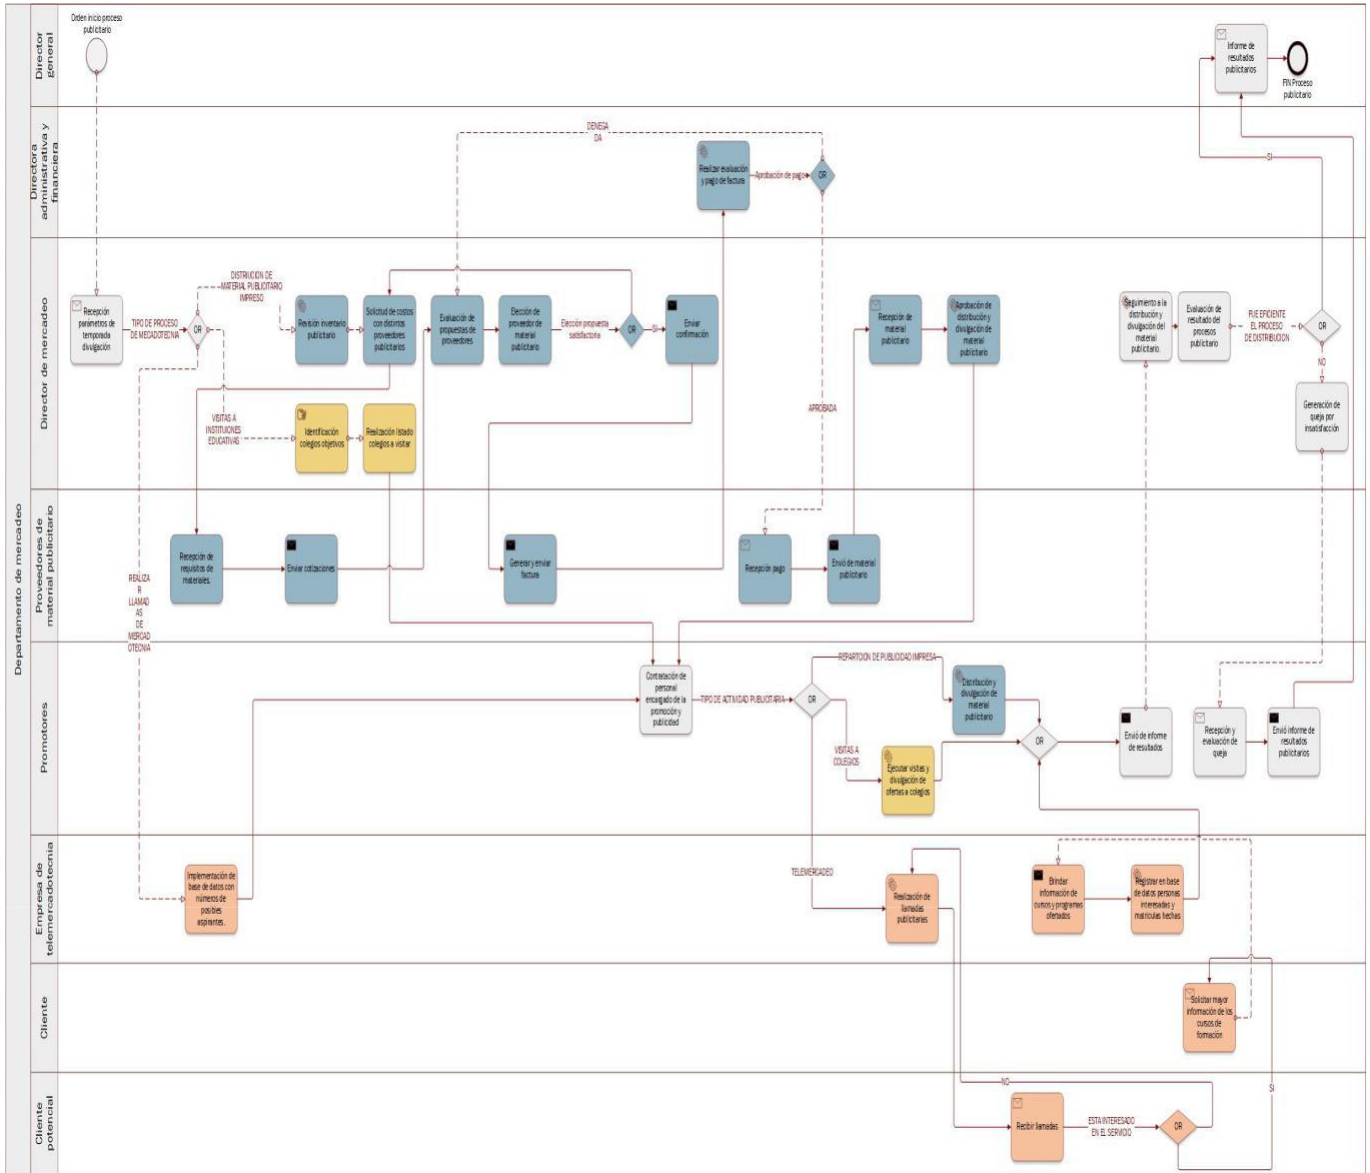 Departamento de mercadeo
Director
general
Orden inicio proceso
publicitario
Informe de
resultados
publicitarios
FIN Proceso
publicitario
Directora
administrativa y
financiera
DENEGA
DA
Realizar evaluación
y pago de factura
Aprobación de pago
OR
SI
Director de mercadeo
Recepción
parámetros de
temporada
divulgación
TIPO DE PROCESO
DE MECADOTECNIA
OR
DISTRIUCION DE
MATERIAL PUBLICITARIO
IMPRESO
Revisión inventario
publicitario
Solicitud de costos
con distintos
proveedores
publicitarios
Evaluación de
propuestas de
proveedores
Elección de
proveedor de
material
publicitario
Elección propuesta
satisfactoria
OR
SI
Enviar
confirmación
Recepción de
material
publicitario
Aprobación de
distribución y
divulgación de
material
publicitario
Seguimiento a la
distribución y
divulgación del
material
publicitario.
Evaluación de
resultado del
procesos
publicitario
FUE EFICIENTE
EL PROCESO
DE DISTRIBUCION
OR
NO
Generación de
queja por
insatisfacción
VISITAS A
INSTITUIONES
EDUCATIVAS
Identificación
colegios objetivos
Realización listado
colegios a visitar
APROBADA
Proveedores de
material publicitario
Recepción de
requisitos de
materiales.
Enviar cotizaciones
Generar y enviar
factura
Recepción pago
Envió de material
publicitario
REALIZA
R
LLAMAD
AS
DE
MERCAD
OTECNIA
Promotores
Contratación de
personal
encargado de la
promoción y
publicidad
TIPO DE ACTIVIDAD PUBLICITARIA
OR
REPARTCION DE PUBLICIDAD IMPRESA
Distribución y
divulgación de
material
publicitario
VISITAS A
COLEGIOS
Ejecutar visitas y
divulgación de
ofertas a colegios
OR
Envió de informe
de resultados
Recepción y
evaluación de
queja
Envió informe de
resultados
publicitarios
Empresa de
telemercadotecnia
Implementación de
base de datos con
números de
posibles
aspirantes.
TELEMERCADEO
Realización de
llamadas
publicitarias
Brindar
información de
cursos y programas
ofertados
Registrar en base
de datos personas
interesadas y
matriculas hechas
Cliente
Solicitar mayor
información de los
cursos de
formación
Cliente
potencial
NO
SI
Recibir llamadas
ESTA INTERESADO
EN EL SERVICIO
OR